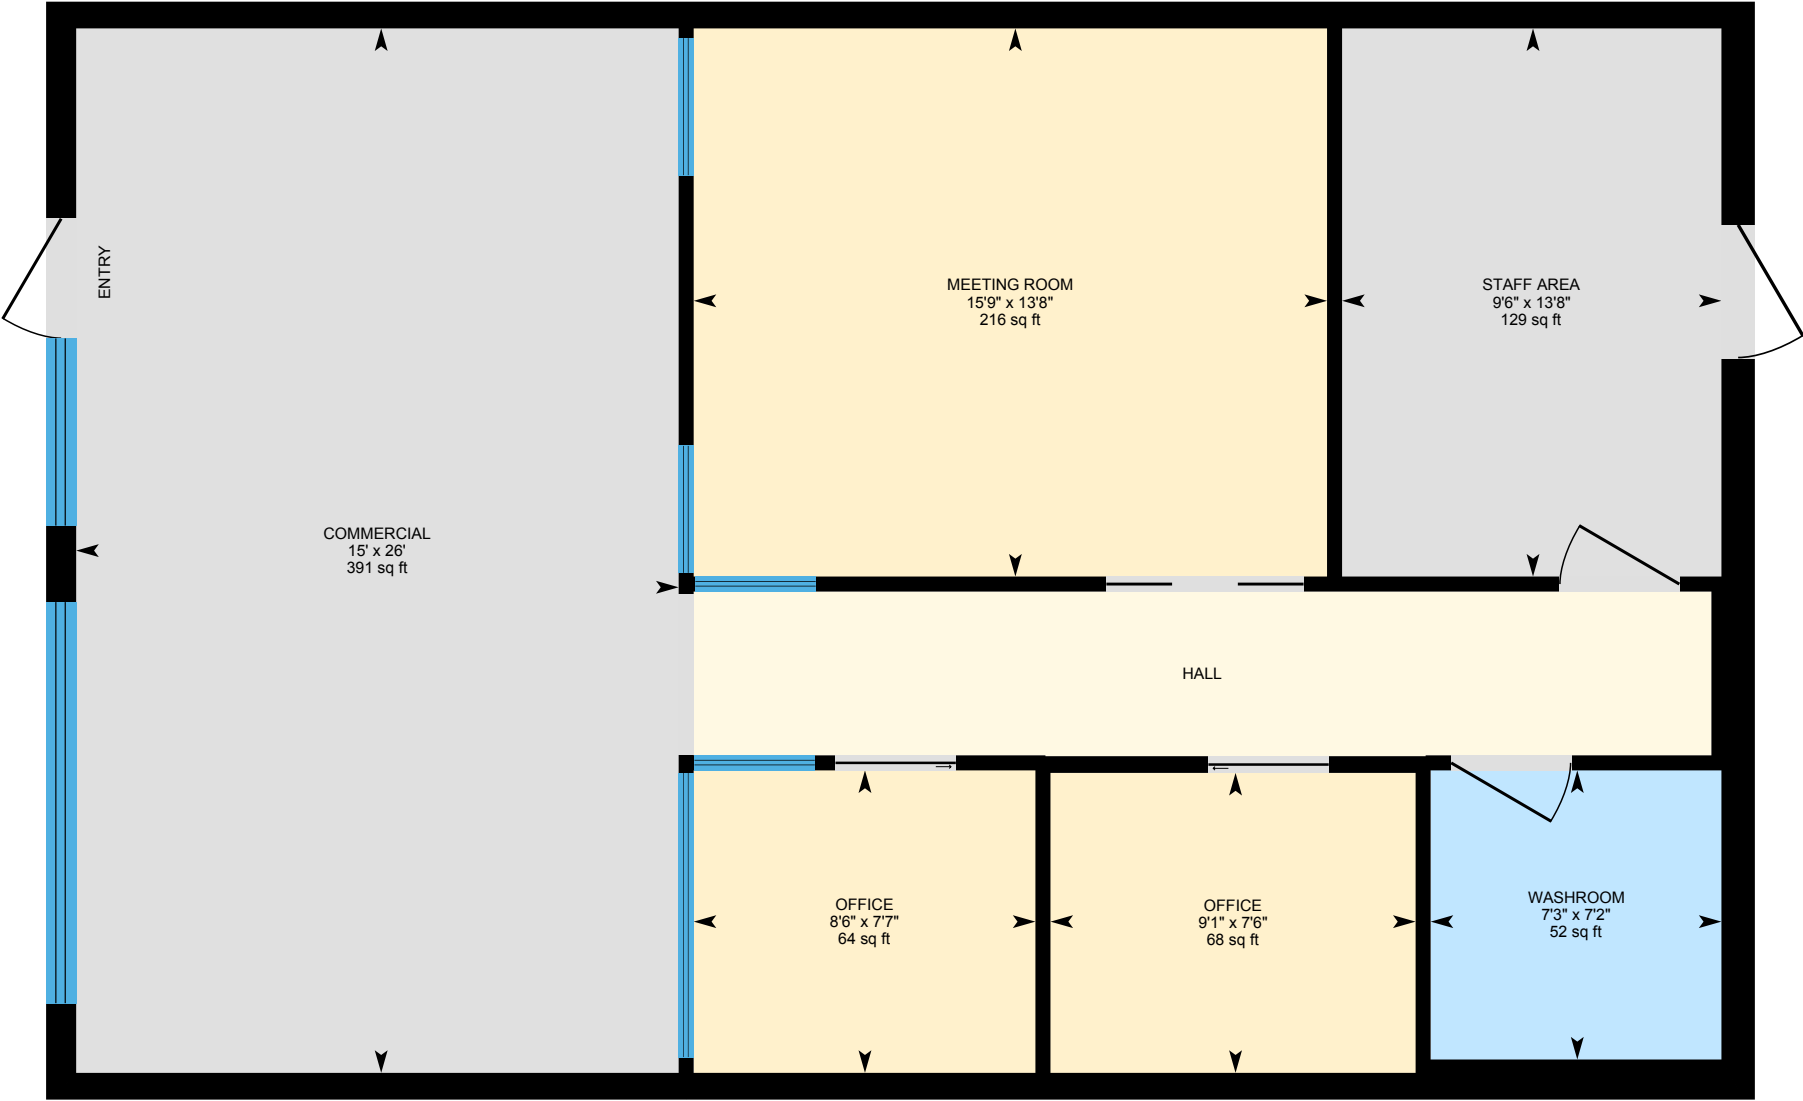 ENTRY
MEETING ROOM
15'9" x 13'8"
216 sq ft
STAFF AREA
9'6" x 13'8"
129 sq ft
COMMERCIAL
15' x 26'
391 sq ft
HALL
OFFICE
8'6" x 7'7"
64 sq ft
OFFICE
9'1" x 7'6"
68 sq ft
WASHROOM
7'3" x 7'2"
52 sq ft